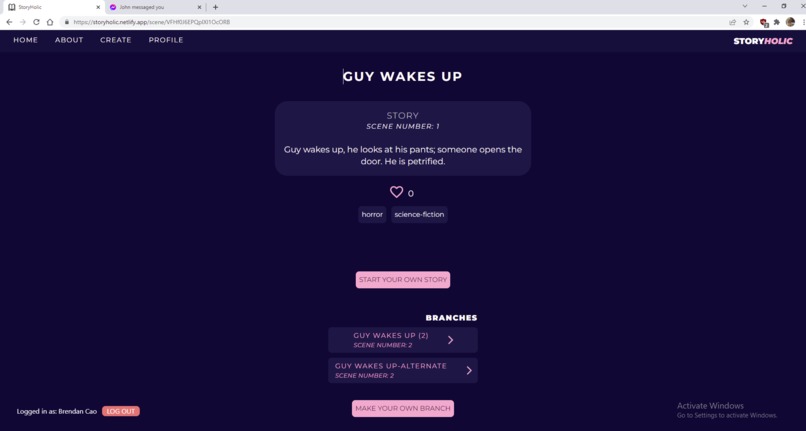 StoryHolic
John messaged you
https://storyholic.netlify.app/scene/VFHf0J6EPQp001OcORB
HOME ABOUT CREATE PROFILE
STORYHOLIC
GUY WAKES UP
STORY
SCENE NUMBER: 1
Guy wakes up, he looks at his pants; someone opens the
door. He is petrified.
0
horror science-fiction
START YOUR OWN STORY
BRANCHES
GUY WAKES UP (2)
SCENE NUMBER: 2
GUY WAKES UP-ALTERNATE
SCENE NUMBER: 2
MAKE YOUR OWN BRANCH
Logged in as: Brendan Cao LOG OUT
Activate Windows
Go to Settings to activate Windows.